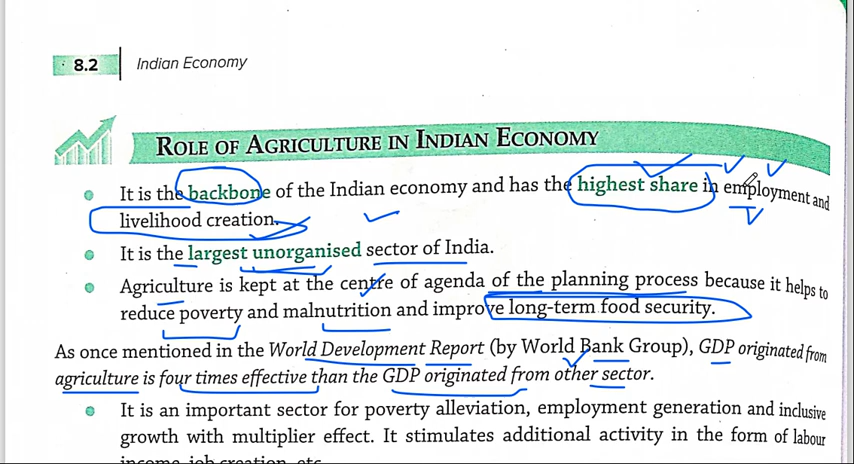 8.2
Indian Economy
ROLE OF AGRICULTURE IN INDIAN ECONOMY
It is the backbone of the Indian economy and has the highest share in employment and
livelihood creation.
It is the largest unorganised sector of India.
Agriculture is kept at the centre of agenda of the planning process because it helps to
reduce poverty and malnutrition and improve long-term food security.
As once mentioned in the World Development Report (by World Bank Group), GDP originated from
agriculture is four times effective than the GDP originated from other sector.
It is an important sector for poverty alleviation, employment generation and inclusive
growth with multiplier effect. It stimulates additional activity in the form of labour
income, job creation, etc.